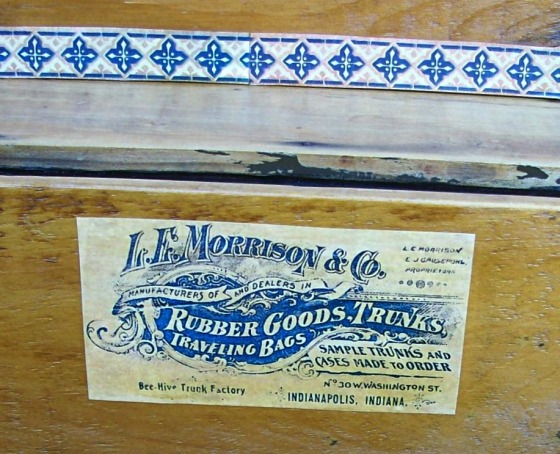 L.E. MORRISON & CO.
L E MORRISON
PROPRIETORS
MANUFACTURERS OF AND DEALERS IN
RUBBER GOODS, TRUNKS,
TRAVELING BAGS
SAMPLE TRUNKS AND
CASES MADE TO ORDER
Bee-Hive Trunk Factory
No 30 W. WASHINGTON ST.
INDIANAPOLIS, INDIANA.